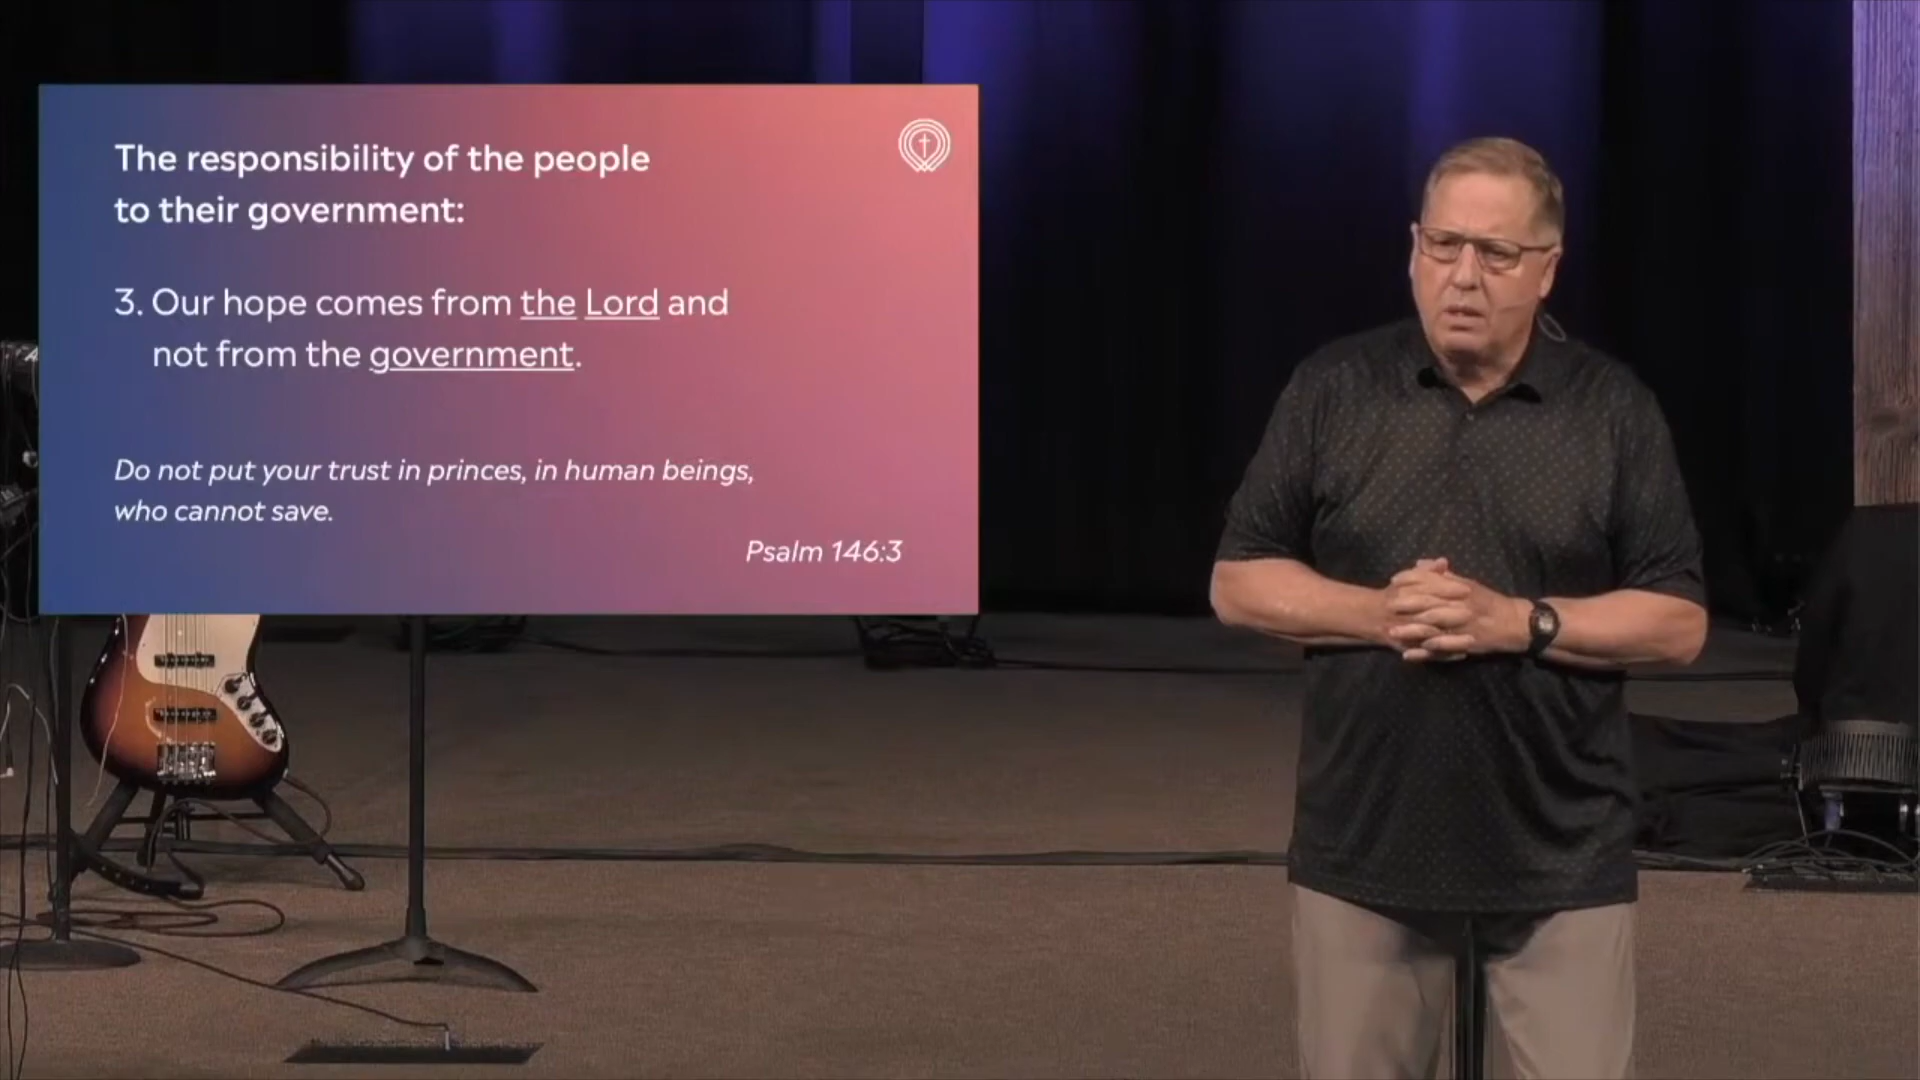 The responsibility of the people
to their government:
3. Our hope comes from the Lord and
not from the government.
Do not put your trust in princes, in human beings,
who cannot save.
Psalm 146:3